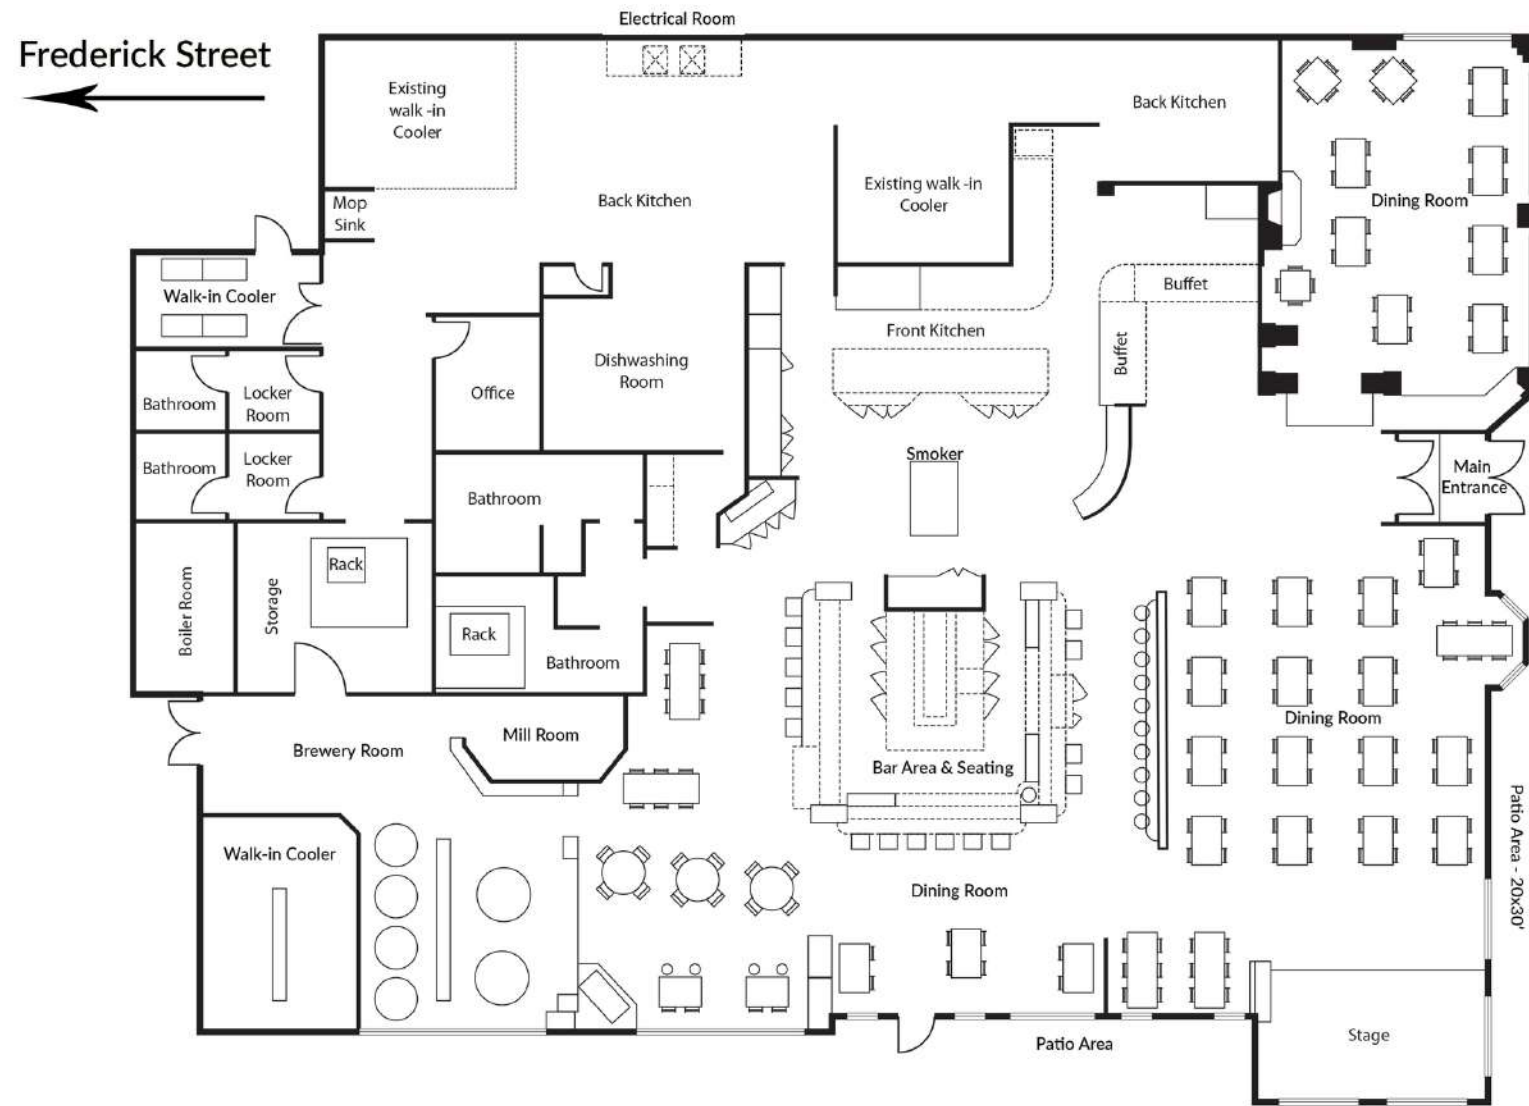 Electrical Room
Frederick Street
Existing
walk -in
Cooler
Back Kitchen
Mop
Sink
Back Kitchen
Existing walk -in
Cooler
Dining Room
Walk-in Cooler
Buffet
Front Kitchen
Buffet
Dishwashing
Room
Office
Bathroom
Locker
Room
Bathroom
Locker
Room
Smoker
Main
Entrance
Bathroom
Boiler Room
Storage
Rack
Rack
Bathroom
Brewery Room
Mill Room
Bar Area & Seating
Dining Room
Patio Area - 20x30'
Walk-in Cooler
Dining Room
Patio Area
Stage